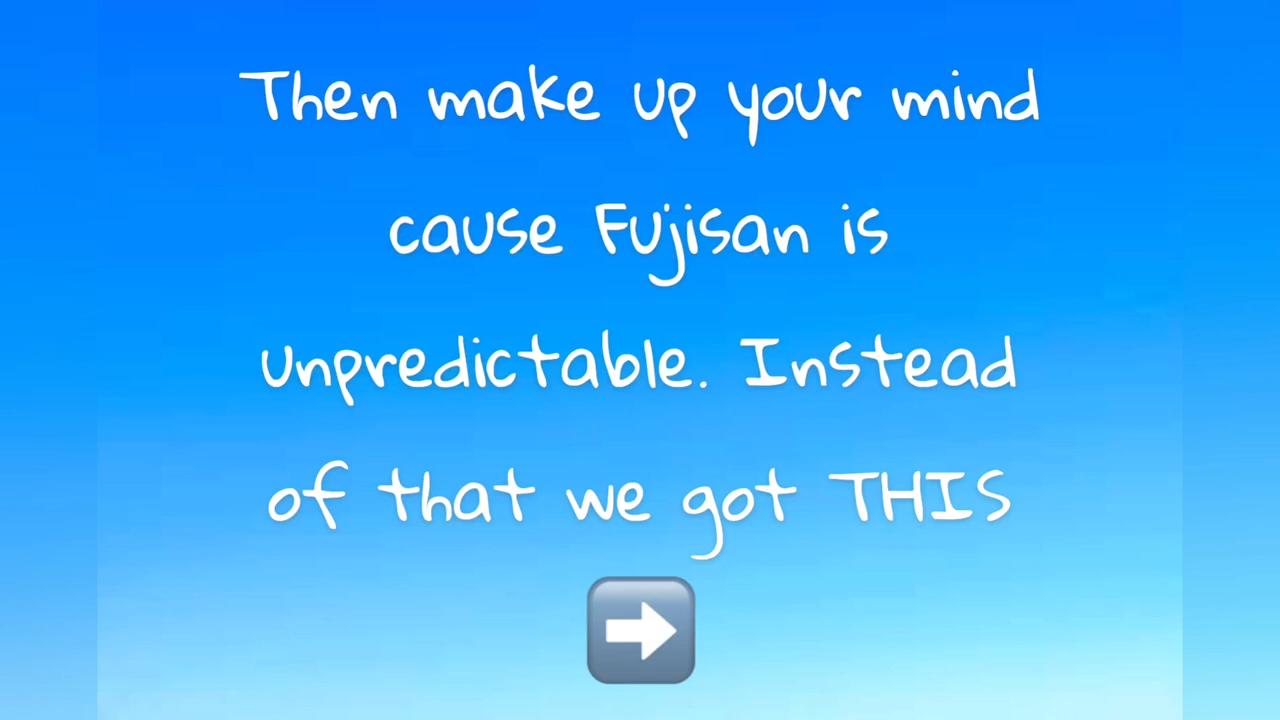 Then make up your mind
cause Fujisan is
unpredictable. Instead
of that we got THIS
➡️